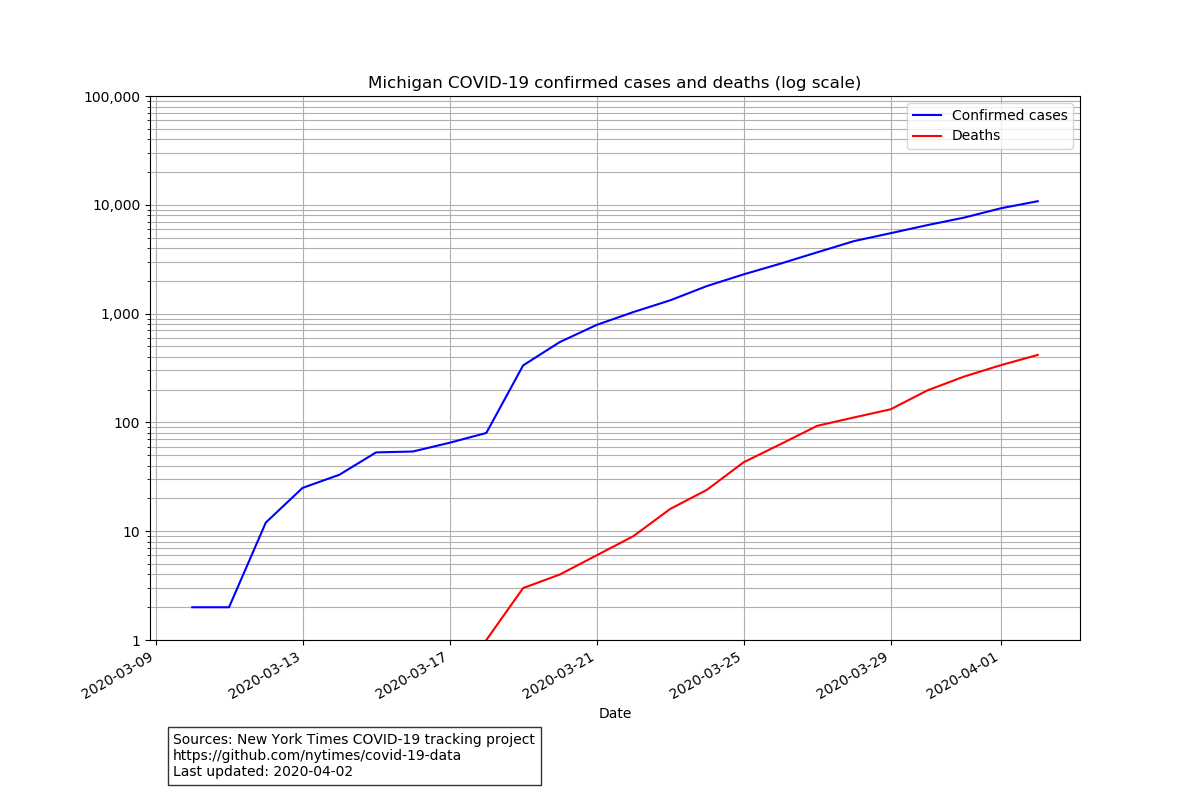 Michigan COVID-19 confirmed cases and deaths (log scale)
100,000
10,000
1,000
100
10
1
Confirmed cases
Deaths
2020-03-09
2020-03-13
2020-03-17
2020-03-21
2020-03-25
2020-03-29
2020-04-01
Date
Sources: New York Times COVID-19 tracking project
https://github.com/nytimes/covid-19-data
Last updated: 2020-04-02